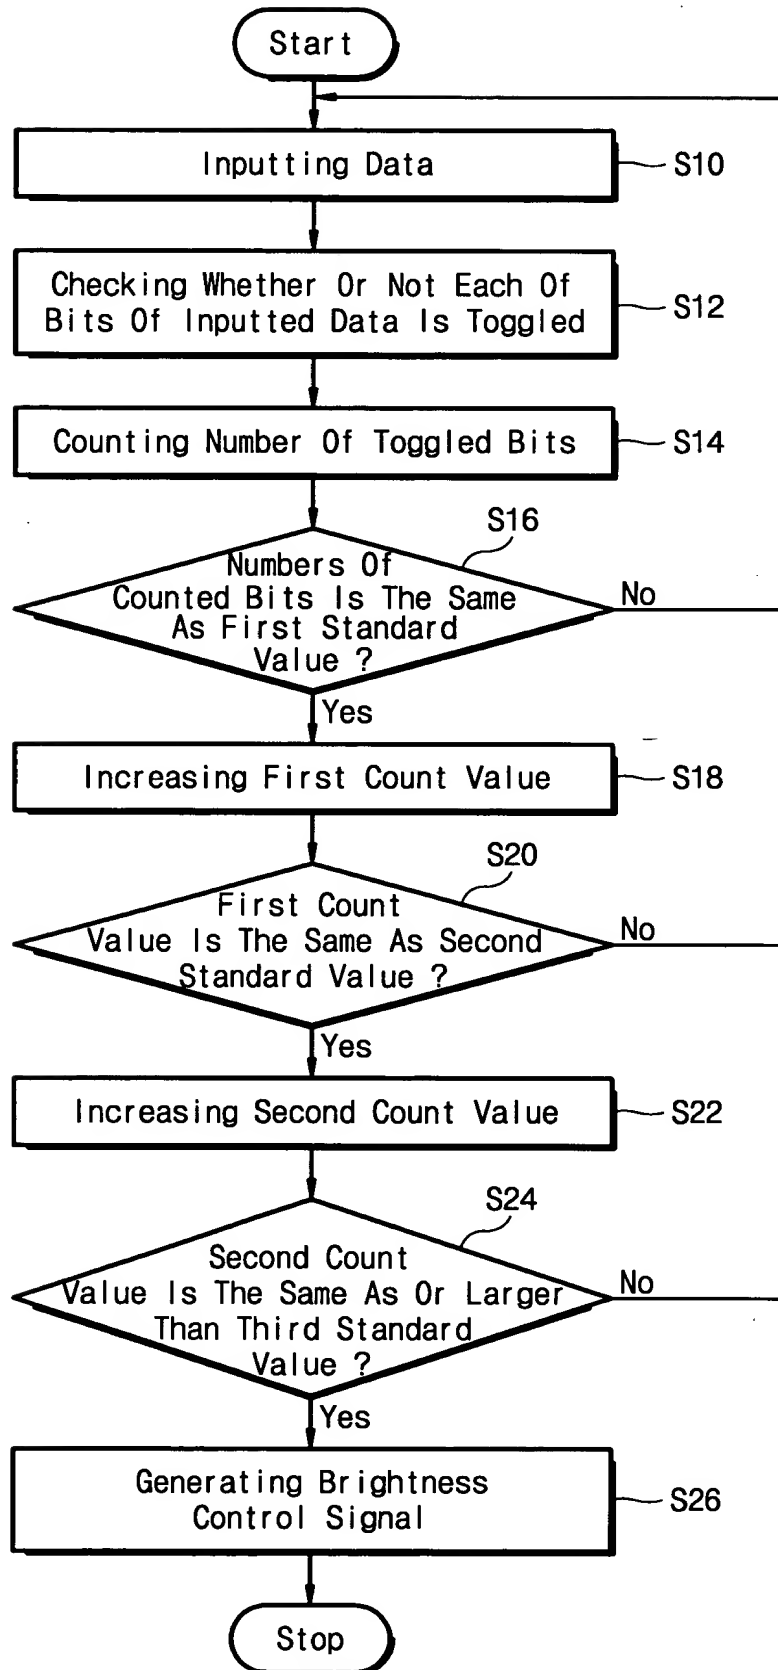 Start
Inputting Data
S10
Checking Whether Or Not Each Of
Bits Of Inputted Data Is Toggled
S12
Counting Number Of Toggled Bits
S14
S16
Numbers Of
Counted Bits Is The Same
As First Standard
Value ?
No
Yes
Increasing First Count Value
S18
S20
First Count
Value Is The Same As Second
Standard Value ?
No
Yes
Increasing Second Count Value
S22
S24
Second Count
Value Is The Same As Or Larger
Than Third Standard
Value ?
No
Yes
Generating Brightness
Control Signal
S26
Stop